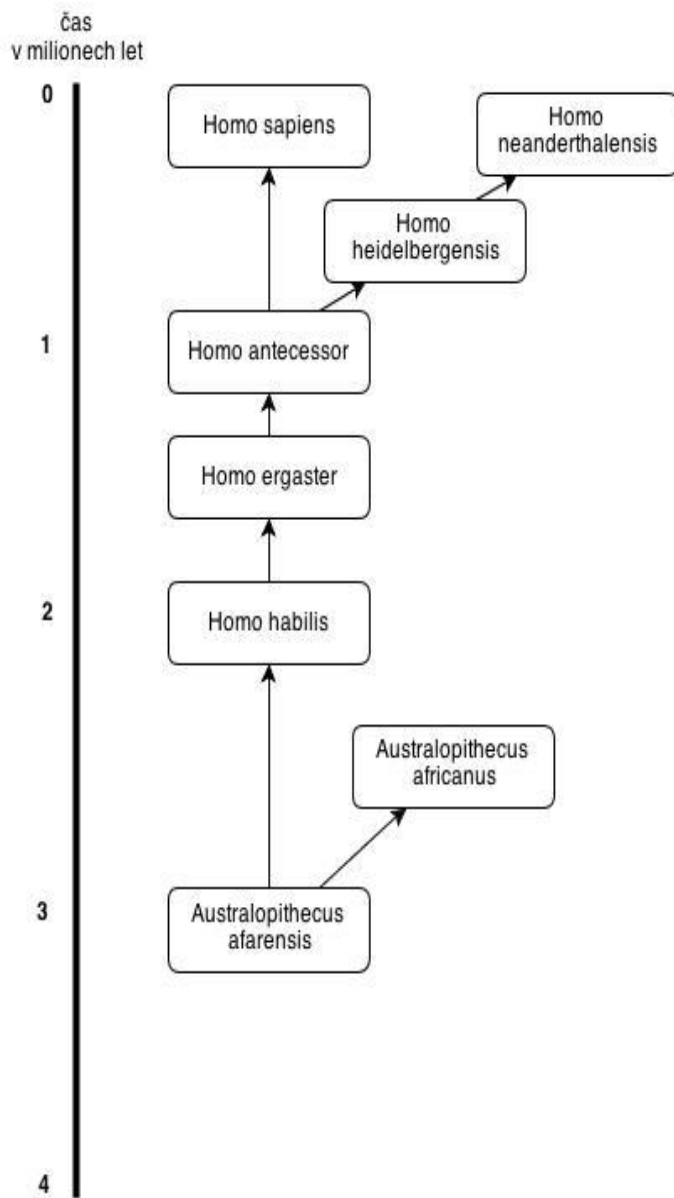 čas
v milionech let
0
Homo sapiens
Homo
neanderthalensis
Homo
heidelbergensis
1
Homo antecessor
Homo ergaster
2
Homo habilis
Australopithecus
africanus
3
Australopithecus
afarensis
4